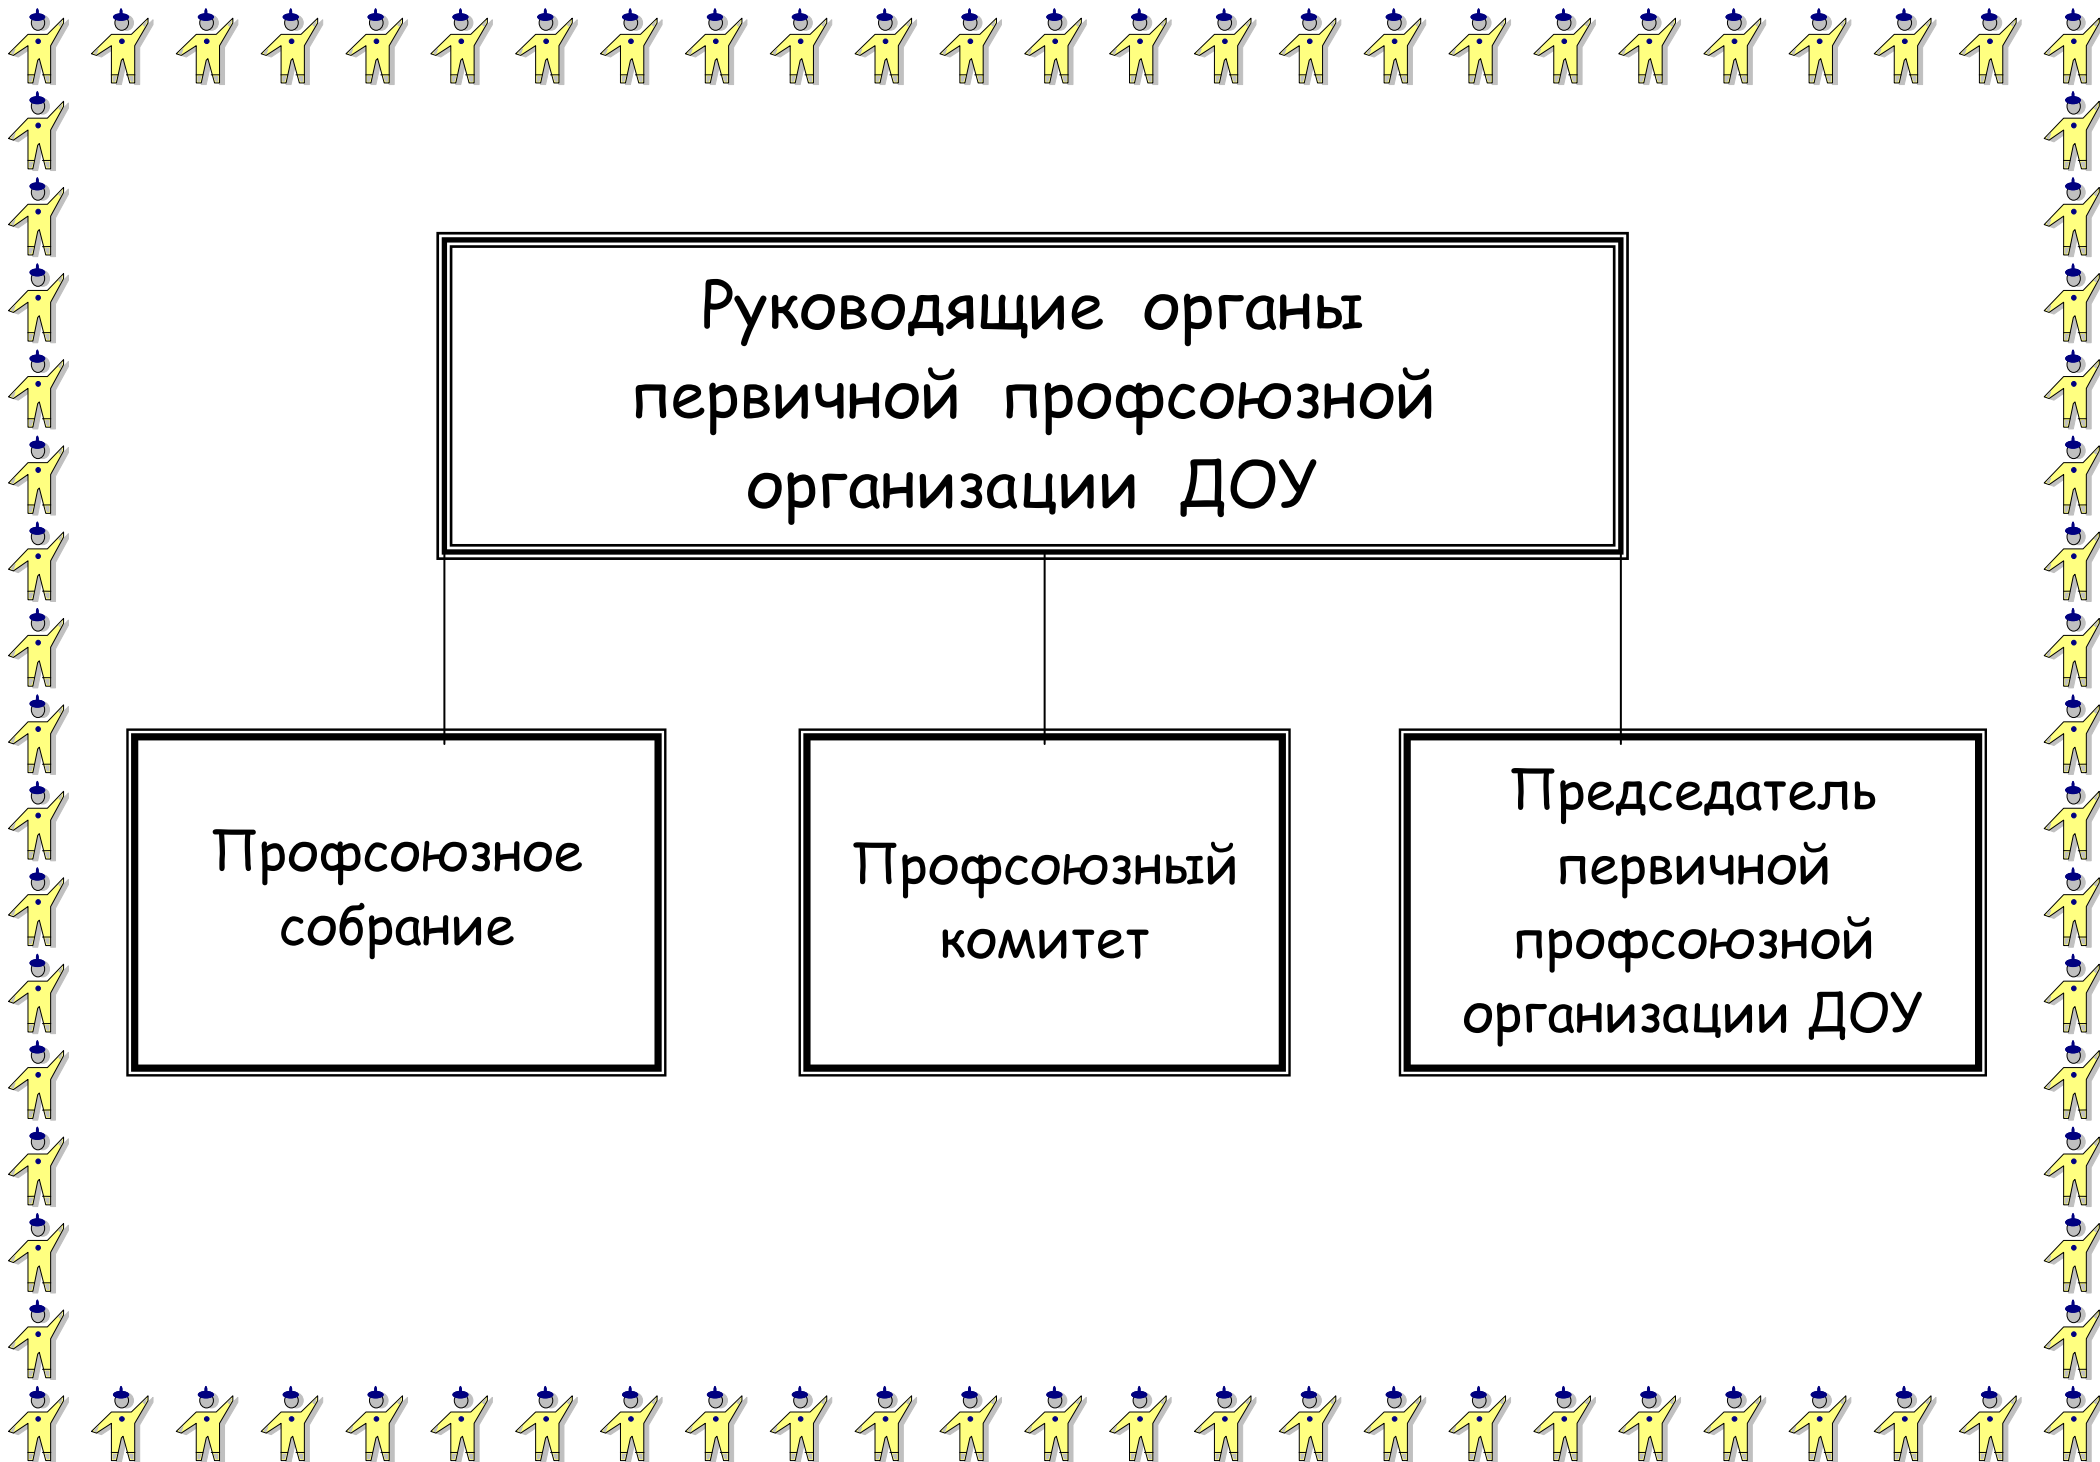 Руководящие органы
первичной профсоюзной
организации ДОУ
Профсоюзное
собрание
Профсоюзный
комитет
Председатель
первичной
профсоюзной
организации ДОУ